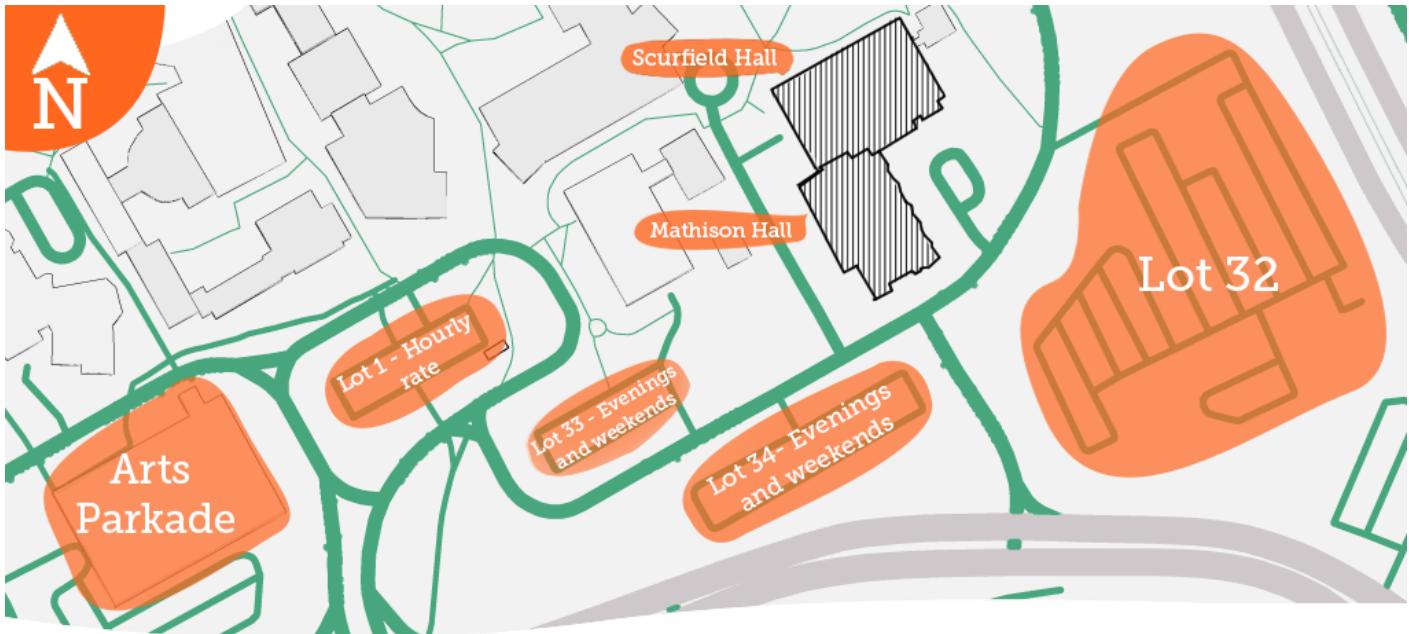 N
Scurfield Hall
Mathison Hall
Lot 32
Lot 1 - Hourly
rate
Lot 33 - Evenings
and weekends
Lot 34- Evenings
and weekends
Arts
Parkade